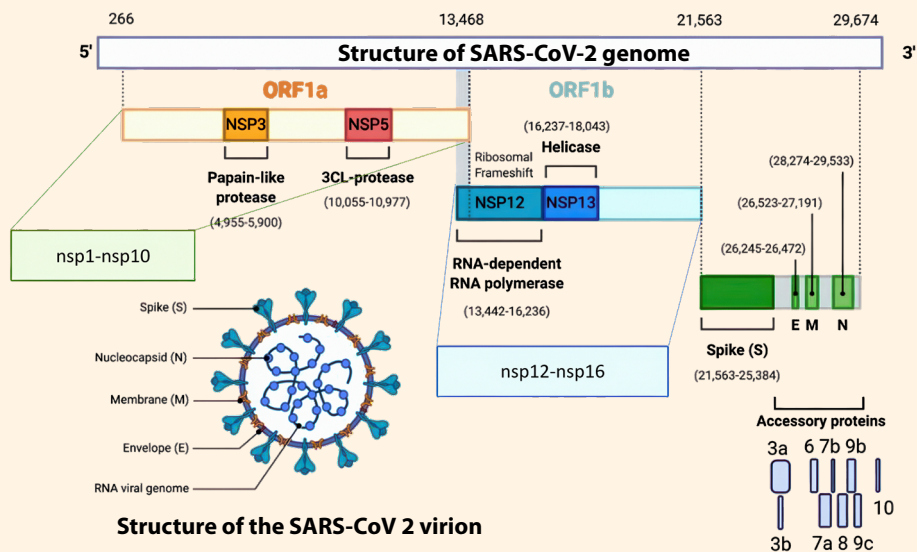 266
13,468
21,563
29,674
5'
Structure of SARS-CoV-2 genome
3'
ORF1a
ORF1b
NSP3
NSP5
(16,237-18,043)
Helicase
Ribosomal
Frameshift
Papain-like
protease
(4,955-5,900)
3CL-protease
(10,055-10,977)
NSP12
NSP13
(28,274-29,533)
(26,523-27,191)
(26,245-26,472)
nsp1-nsp10
RNA-dependent
RNA polymerase
(13,442-16,236)
E M N
Spike (S)
(21,563-25,384)
nsp12-nsp16
Spike (S)
Nucleocapsid (N)
Membrane (M)
Envelope (E)
RNA viral genome
Structure of the SARS-CoV 2 virion
Accessory proteins
3a 6 7b 9b
10
3b 7a 8 9c